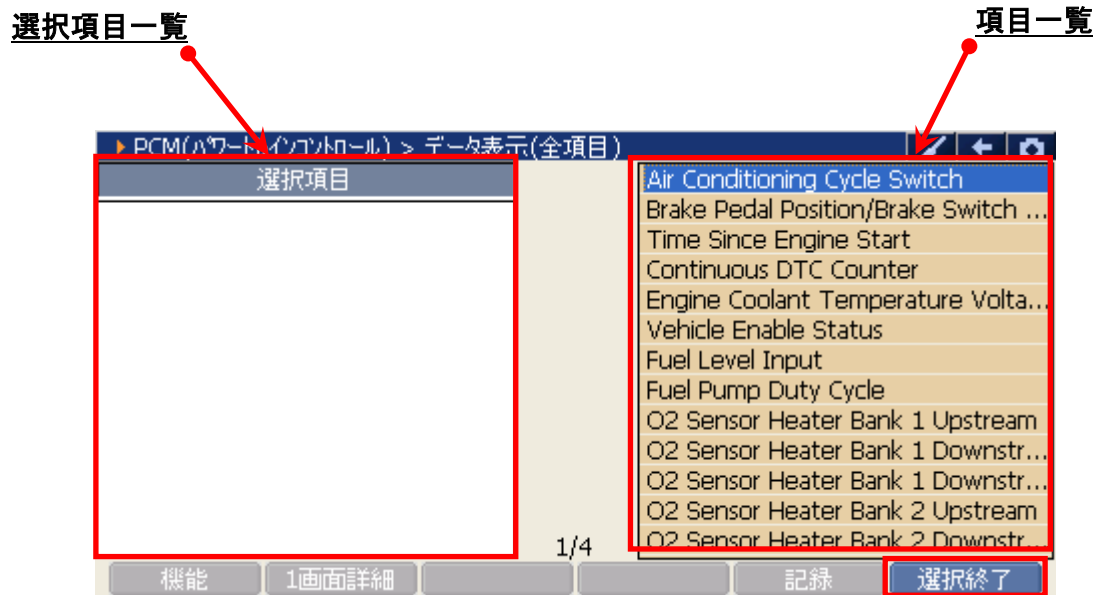 選択項目一覧
項目一覧
PCM(パワートレインコントロール) > データ表示(全項目)
選択項目
Air Conditioning Cycle Switch
Brake Pedal Position/Brake Switch ...
Time Since Engine Start
Continuous DTC Counter
Engine Coolant Temperature Volta...
Vehicle Enable Status
Fuel Level Input
Fuel Pump Duty Cycle
O2 Sensor Heater Bank 1 Upstream
O2 Sensor Heater Bank 1 Downstr...
O2 Sensor Heater Bank 1 Downstr...
O2 Sensor Heater Bank 2 Upstream
O2 Sensor Heater Bank 2 Downstr...
1/4
機能 1画面詳細 記録 選択終了